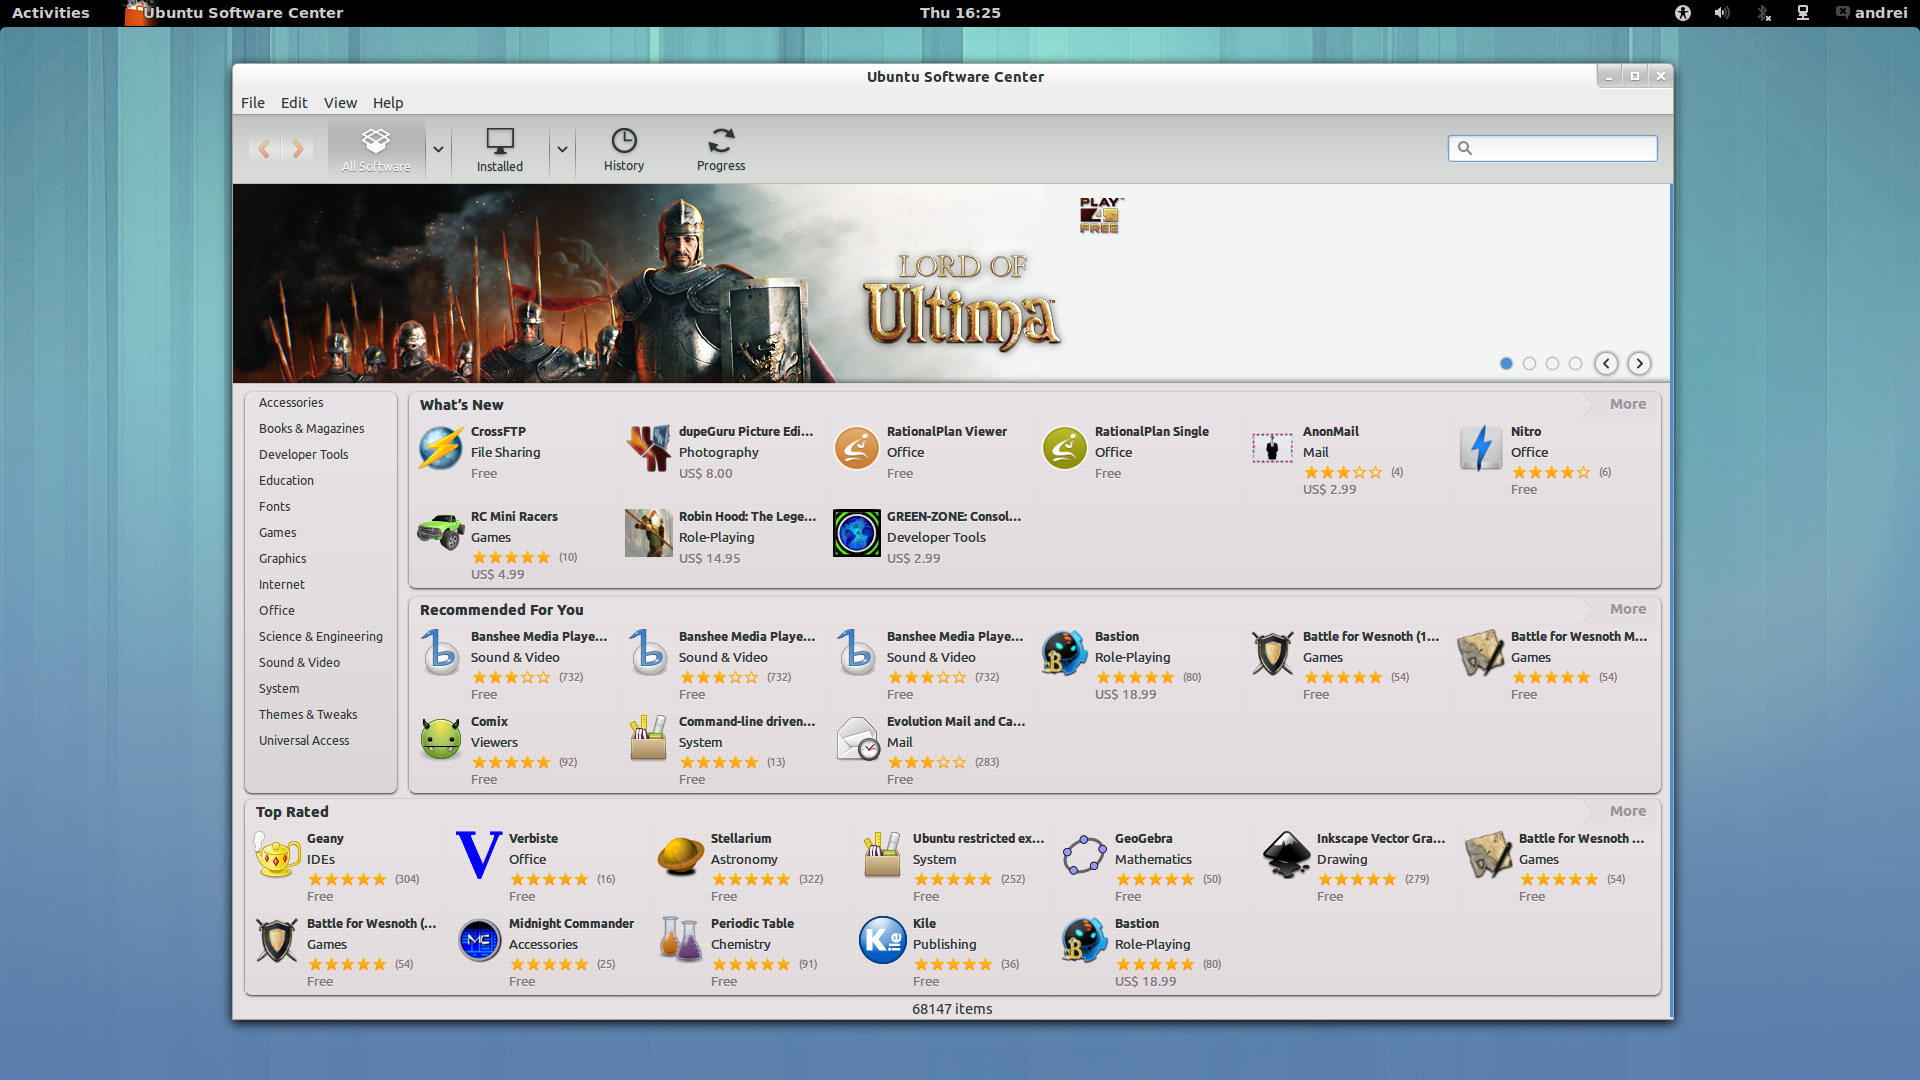 Activities
Ubuntu Software Center
Thu 16:25
andrei
Ubuntu Software Center
File Edit View Help
All Software
Installed
History
Progress
PLAY
4
FREE
LORD OF
Ultima
Accessories
Books & Magazines
Developer Tools
Education
Fonts
Games
Graphics
Internet
Office
Science & Engineering
Sound & Video
System
Themes & Tweaks
Universal Access
What's New
More
CrossFTP
File Sharing
Free
dupeGuru Picture Edi...
Photography
US$ 8.00
RationalPlan Viewer
Office
Free
RationalPlan Single
Office
Free
AnonMail
Mail
(4)
US$ 2.99
Nitro
Office
(6)
Free
RC Mini Racers
Games
(10)
US$ 4.99
Robin Hood: The Lege...
Role-Playing
US$ 14.95
GREEN-ZONE: Consol...
Developer Tools
US$ 2.99
Recommended For You
More
Banshee Media Playe...
Sound & Video
(732)
Free
Banshee Media Playe...
Sound & Video
(732)
Free
Banshee Media Playe...
Sound & Video
(732)
Free
Bastion
Role-Playing
(80)
US$ 18.99
Battle for Wesnoth (1...
Games
(54)
Free
Battle for Wesnoth M...
Games
(54)
Free
Comix
Viewers
(92)
Free
Command-line driven...
System
(13)
Free
Evolution Mail and Ca...
Mail
(283)
Free
Top Rated
More
Geany
IDEs
(304)
Free
V
Verbiste
Office
(16)
Free
Stellarium
Astronomy
(322)
Free
Ubuntu restricted ex...
System
(252)
Free
GeoGebra
Mathematics
(50)
Free
Inkscape Vector Gra...
Drawing
(279)
Free
Battle for Wesnoth ...
Games
(54)
Free
Battle for Wesnoth (...
Games
(54)
Free
MC
Midnight Commander
Accessories
(25)
Free
Periodic Table
Chemistry
(91)
Free
Kile
Kile
Publishing
(36)
Free
B
Bastion
Role-Playing
(80)
US$ 18.99
68147 items